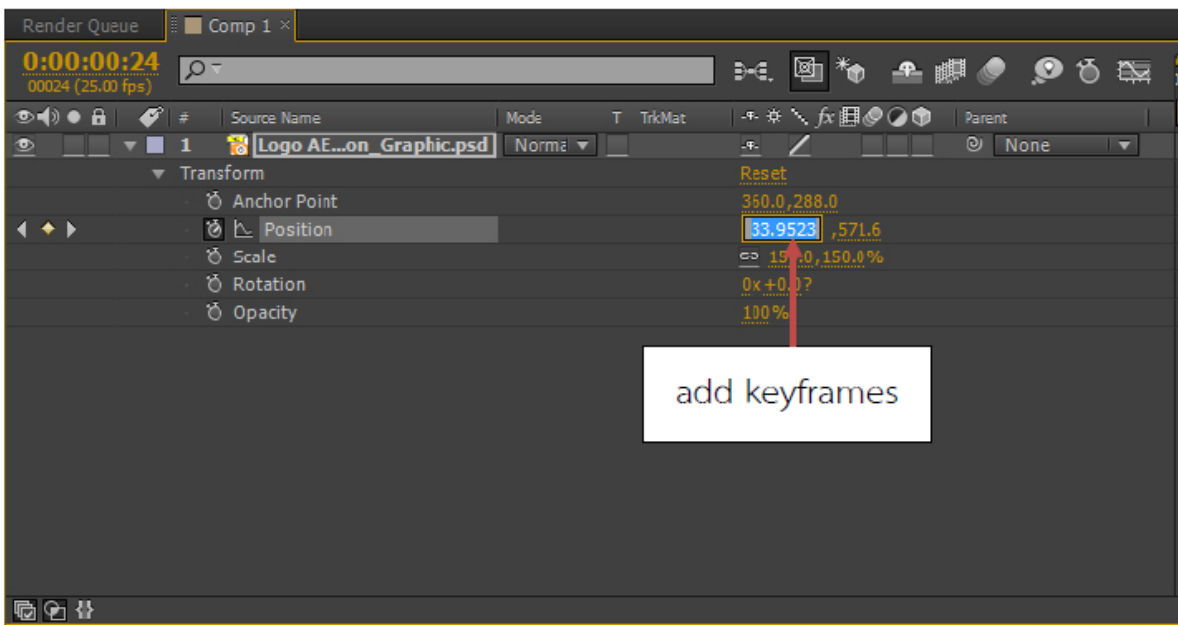 Render Queue Comp 1 ×
0:00:00:24
00024 (25.00 fps)
# Source Name Mode T TrkMat fx Parent
1 Logo AE...on_Graphic.psd Norma None
Transform Reset
Anchor Point 360.0,288.0
Position 33.9523 ,571.6
Scale 150.0%
Rotation 0x+0.0?
Opacity 100%
add keyframes